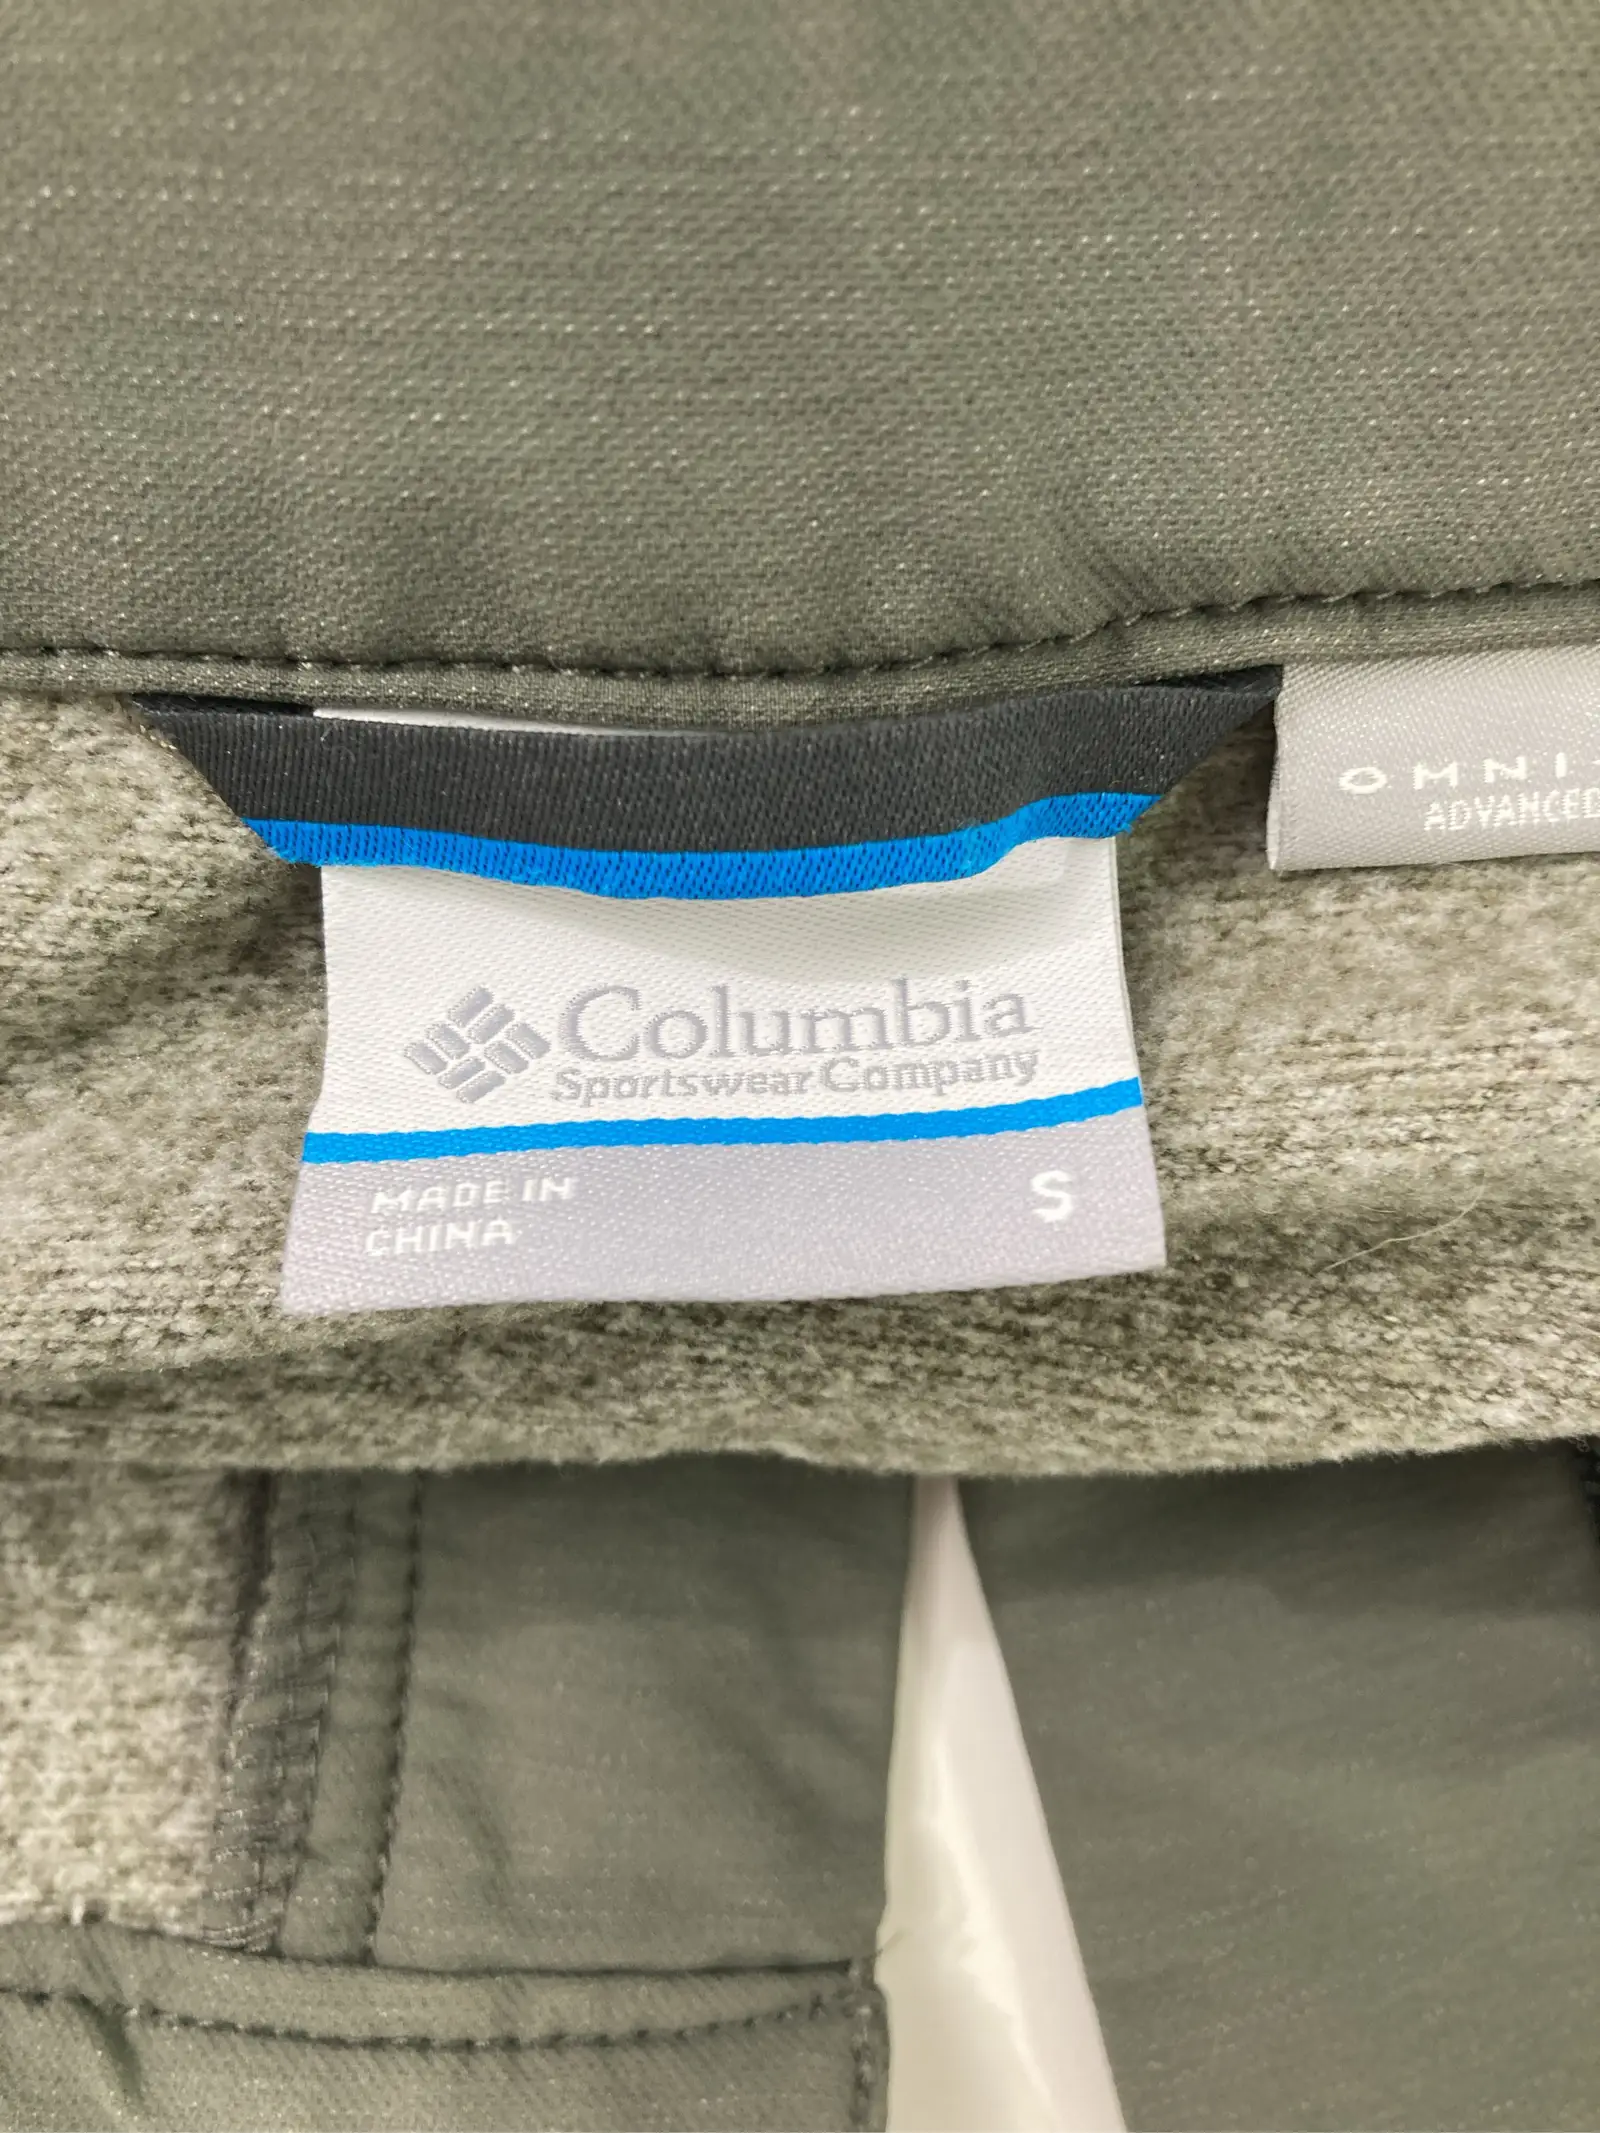 Columbia
Sportswear Company
MADE IN
CHINA
S
OMNI-
ADVANCED